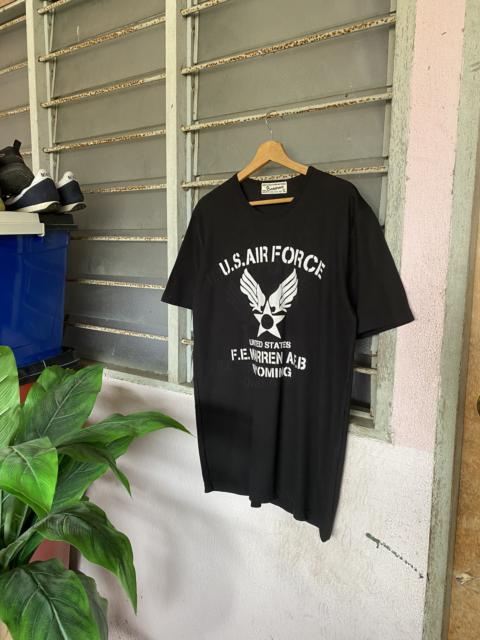 U.S. AIR FORCE
UNITED STATES
F.E. WARREN AFB
WYOMING